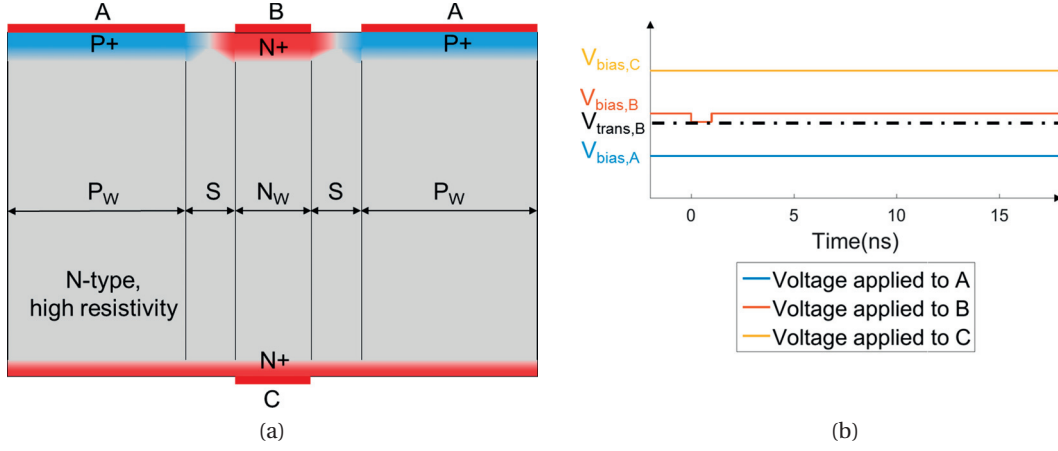 A B A
P+ N+ P+
P_W S N_W S P_W
N-type,
high resistivity
N+
C
(a)
V_bias,C
V_bias,B
V_trans,B
V_bias,A
0 5 10 15
Time(ns)
Voltage applied to A
Voltage applied to B
Voltage applied to C
(b)